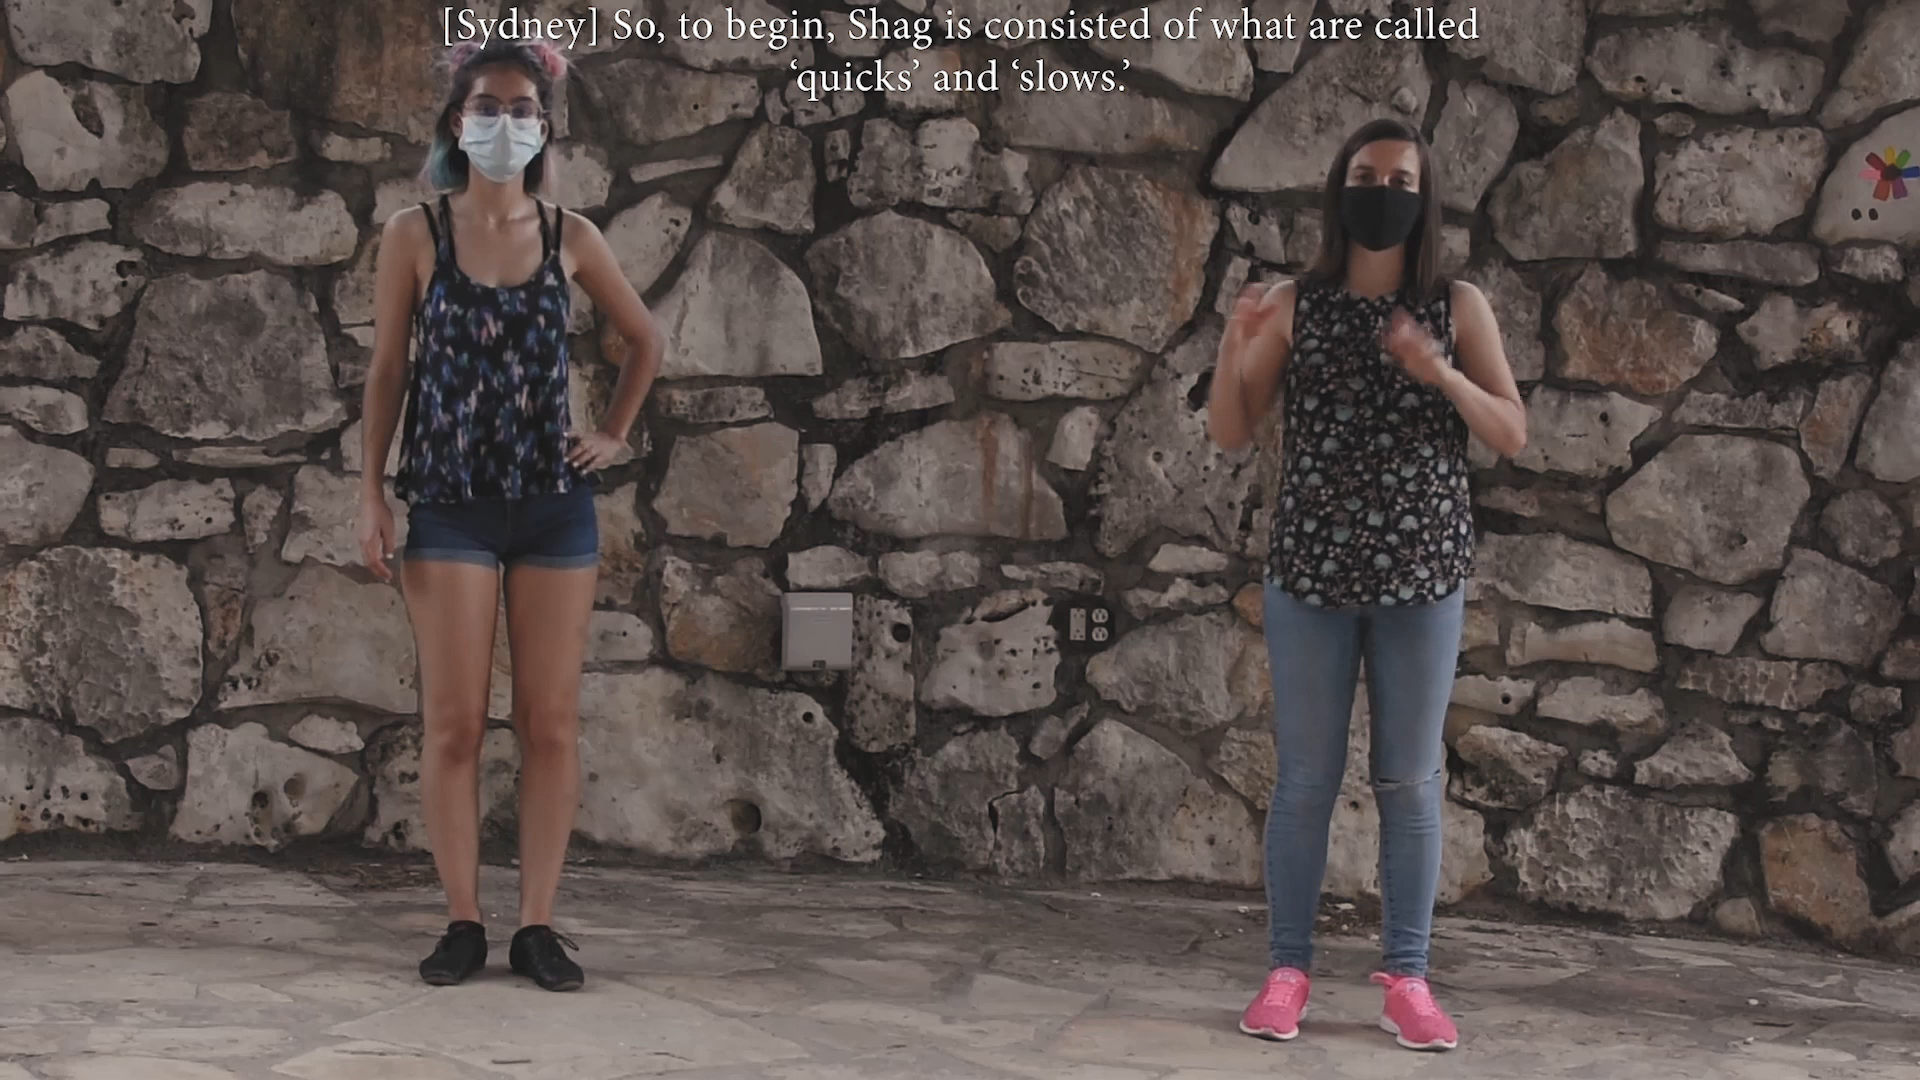 [Sydney] So, to begin, Shag is consisted of what are called
‘quicks’ and ‘slows.’